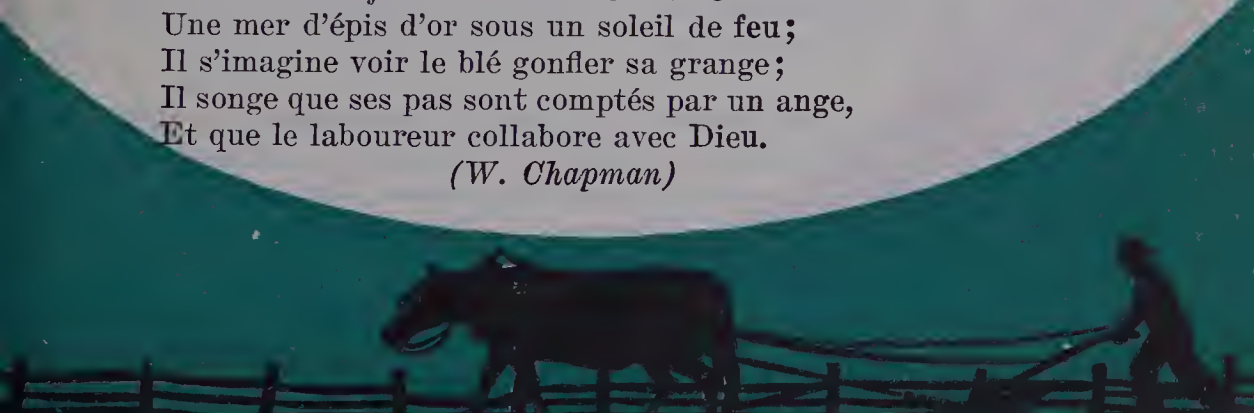 Une mer d'épis d'or sous un soleil de feu;
Il s'imagine voir le blé gonfler sa grange;
Il songe que ses pas sont comptés par un ange,
Et que le laboureur collabore avec Dieu.
(W. Chapman)